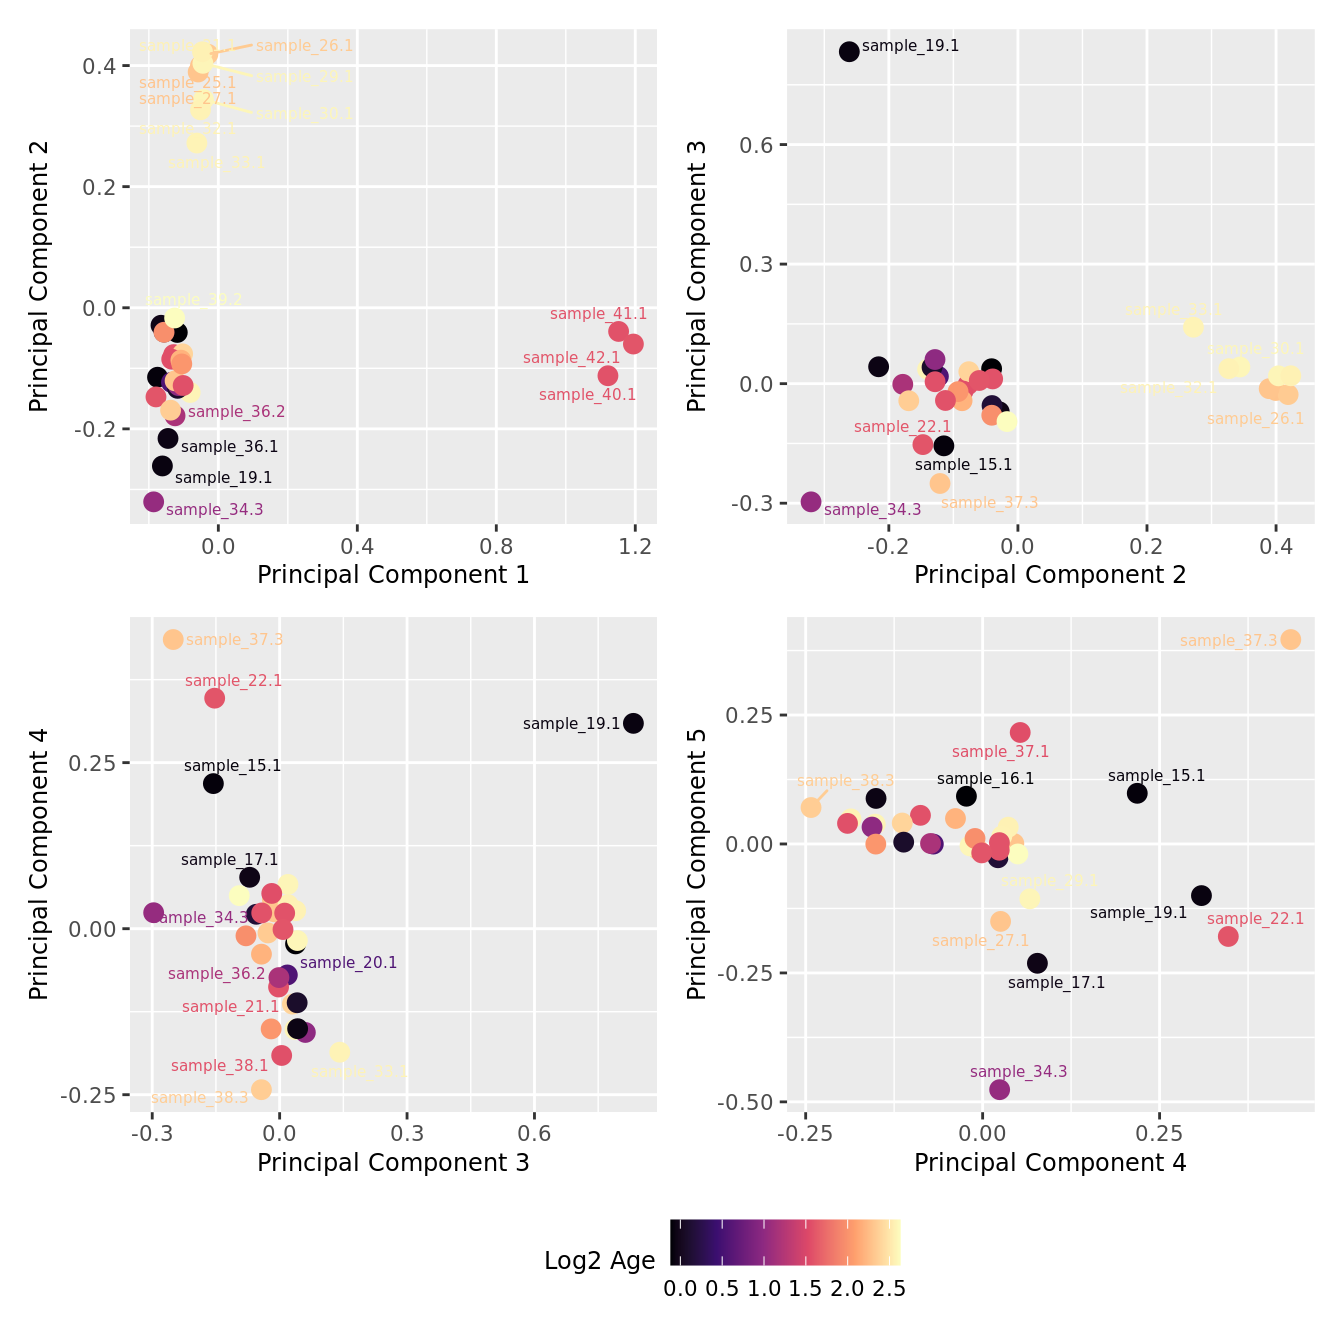 sample_26.1
sample_29.1
sample_25.1
sample_27.1
sample_30.1
sample_33.1
sample_39.2
sample_41.1
sample_42.1
sample_40.1
sample_36.2
sample_36.1
sample_19.1
sample_34.3
0.4
0.2
0.0
-0.2
Principal Component 2
0.0 0.4 0.8 1.2
Principal Component 1
sample_19.1
sample_33.1
sample_30.1
sample_32.1
sample_26.1
sample_22.1
sample_15.1
sample_37.3
sample_34.3
0.6
0.3
0.0
-0.3
Principal Component 3
-0.2 0.0 0.2 0.4
Principal Component 2
sample_37.3
sample_22.1
sample_19.1
sample_15.1
sample_17.1
sample_34.3
sample_20.1
sample_36.2
sample_21.1
sample_38.1
sample_33.1
sample_38.3
0.25
0.00
-0.25
Principal Component 4
-0.3 0.0 0.3 0.6
Principal Component 3
sample_37.3
sample_37.1
sample_38.3
sample_16.1
sample_15.1
sample_39.1
sample_19.1
sample_22.1
sample_27.1
sample_17.1
sample_34.3
0.25
0.00
-0.25
-0.50
Principal Component 5
-0.25 0.00 0.25
Principal Component 4
Log2 Age
0.0 0.5 1.0 1.5 2.0 2.5